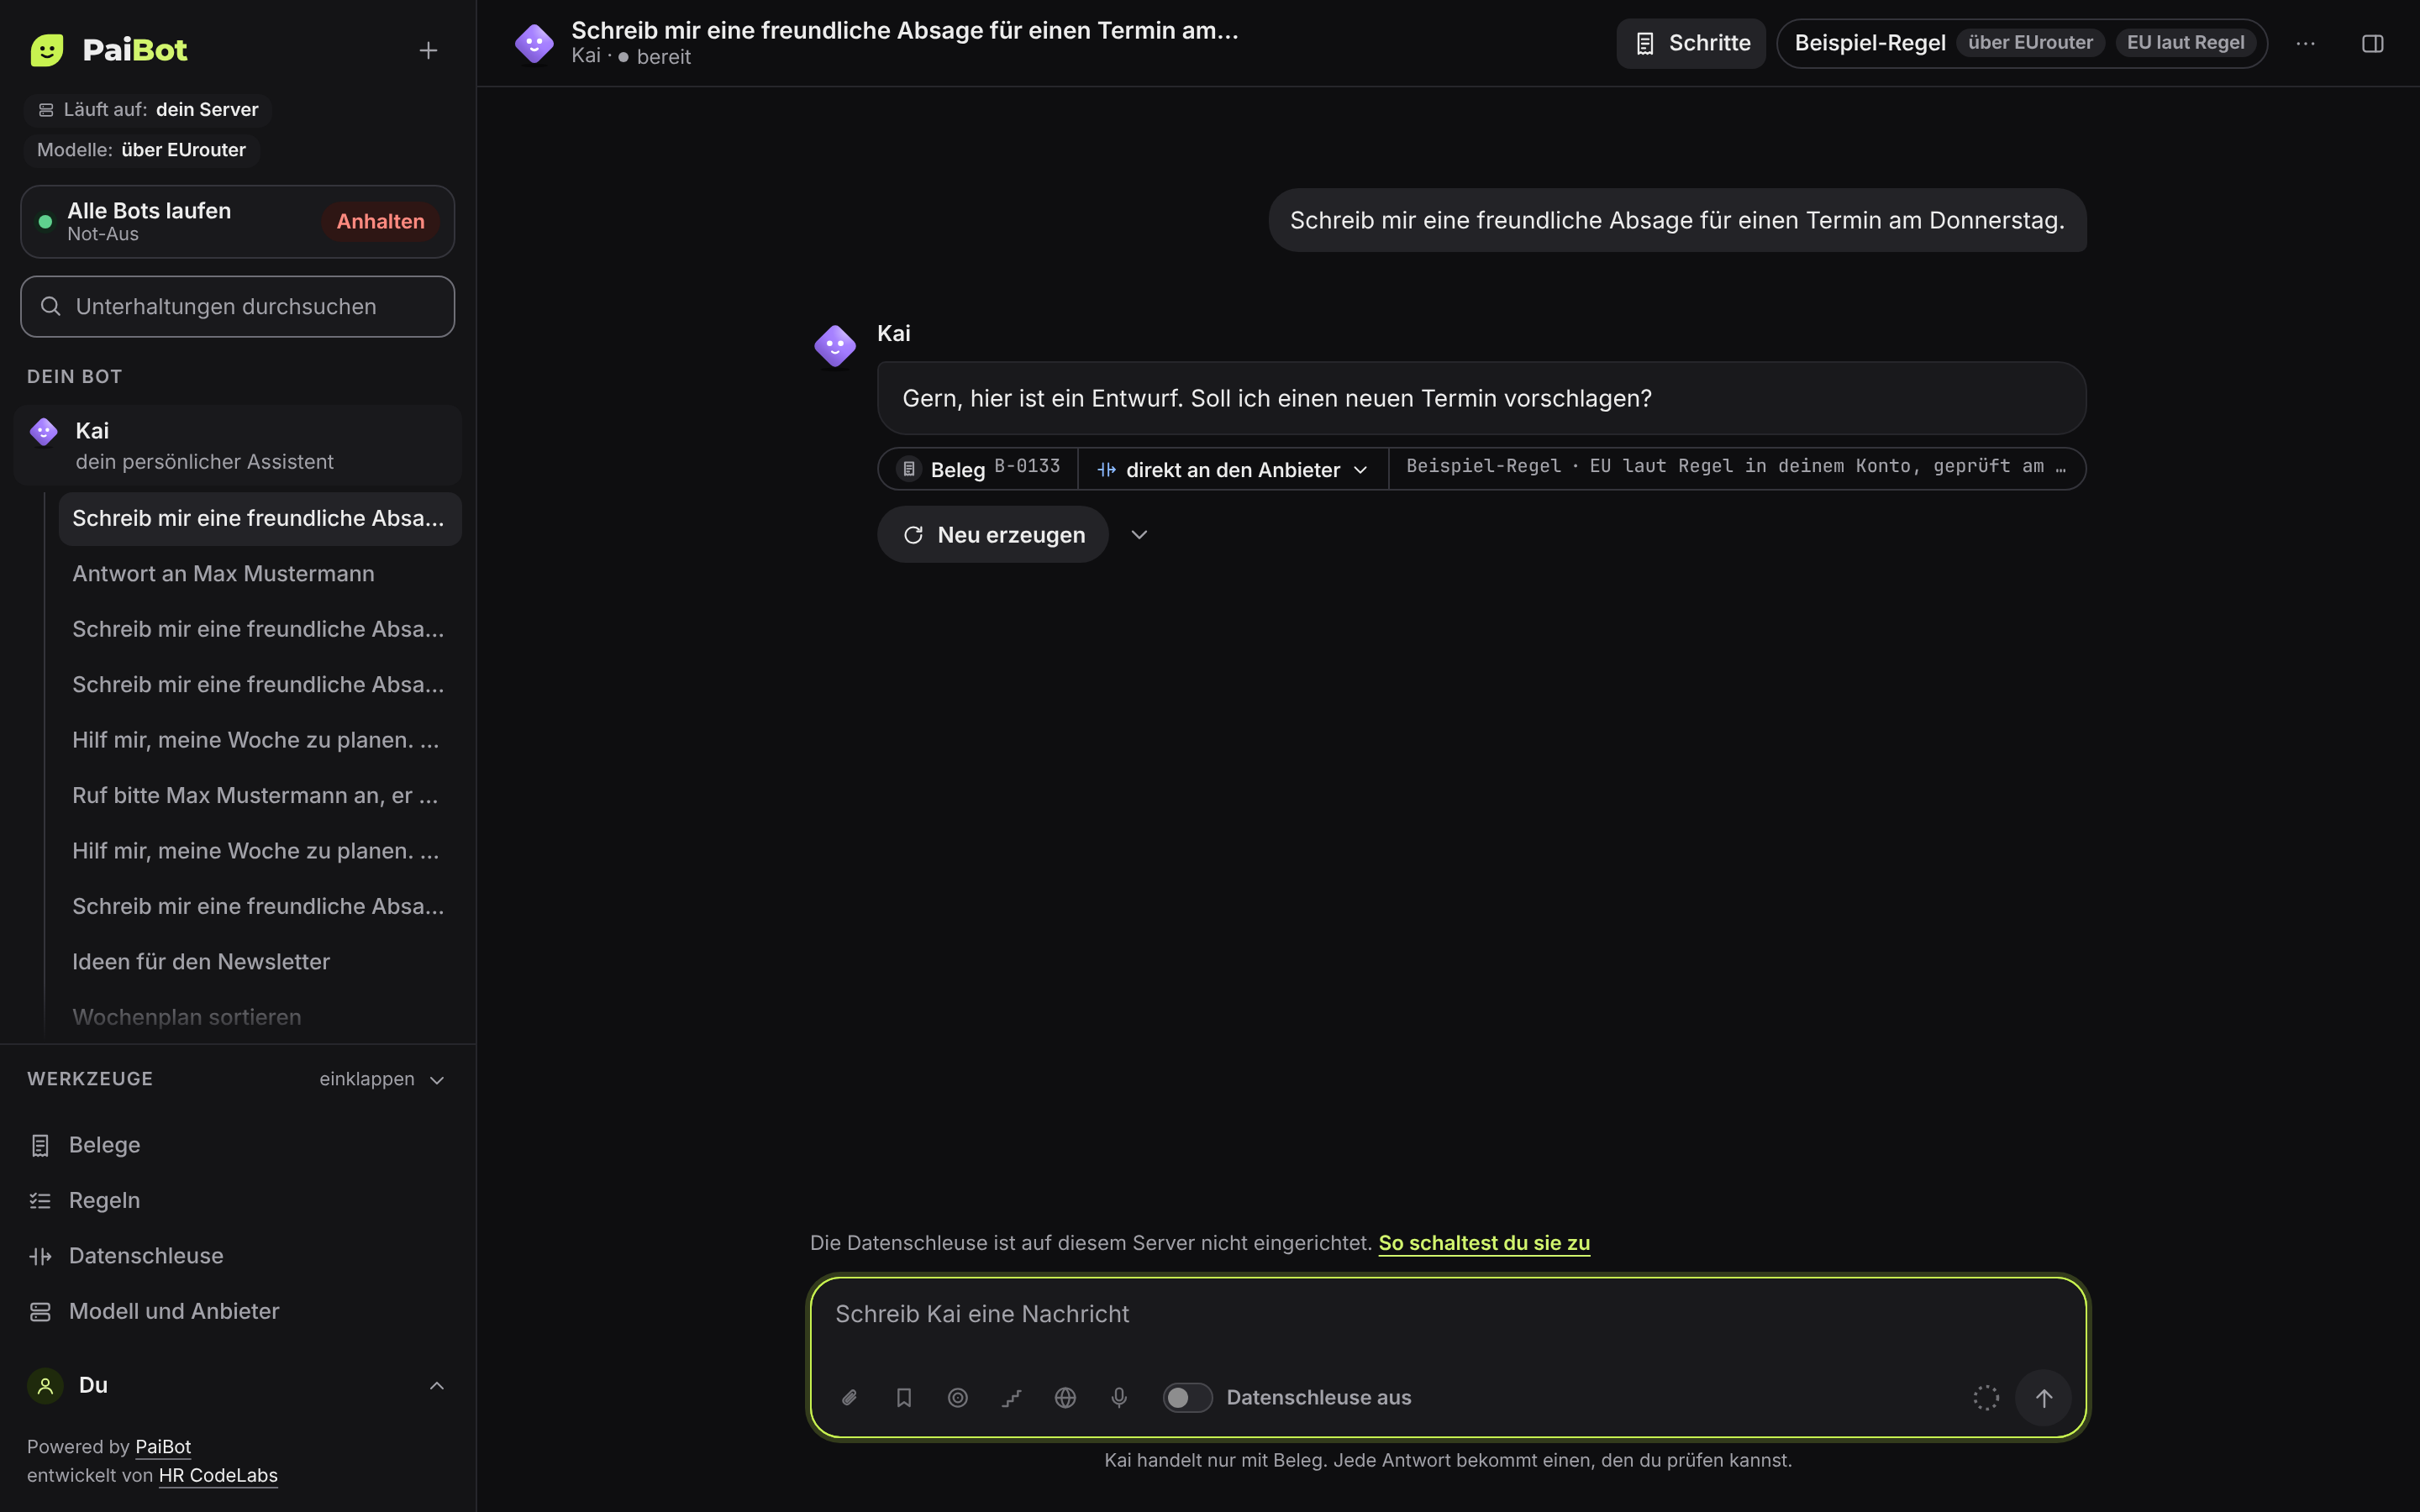 PaiBot
Läuft auf: dein Server
Modelle: über EUrouter
Alle Bots laufen
Not-Aus
Anhalten
Unterhaltungen durchsuchen
DEIN BOT
Kai
dein persönlicher Assistent
Schreib mir eine freundliche Absa...
Antwort an Max Mustermann
Schreib mir eine freundliche Absa...
Schreib mir eine freundliche Absa...
Hilf mir, meine Woche zu planen. ...
Ruf bitte Max Mustermann an, er ...
Hilf mir, meine Woche zu planen. ...
Schreib mir eine freundliche Absa...
Ideen für den Newsletter
Wochenplan sortieren
WERKZEUGE einklappen
Belege
Regeln
Datenschleuse
Modell und Anbieter
Du
Powered by PaiBot
entwickelt von HR CodeLabs
Schreib mir eine freundliche Absage für einen Termin am...
Kai · bereit
Schritte
Beispiel-Regel über EUrouter EU laut Regel
Schreib mir eine freundliche Absage für einen Termin am Donnerstag.
Kai
Gern, hier ist ein Entwurf. Soll ich einen neuen Termin vorschlagen?
Beleg B-0133 direkt an den Anbieter Beispiel-Regel · EU laut Regel in deinem Konto, geprüft am …
Neu erzeugen
Die Datenschleuse ist auf diesem Server nicht eingerichtet. So schaltest du sie zu
Schreib Kai eine Nachricht
Datenschleuse aus
Kai handelt nur mit Beleg. Jede Antwort bekommt einen, den du prüfen kannst.